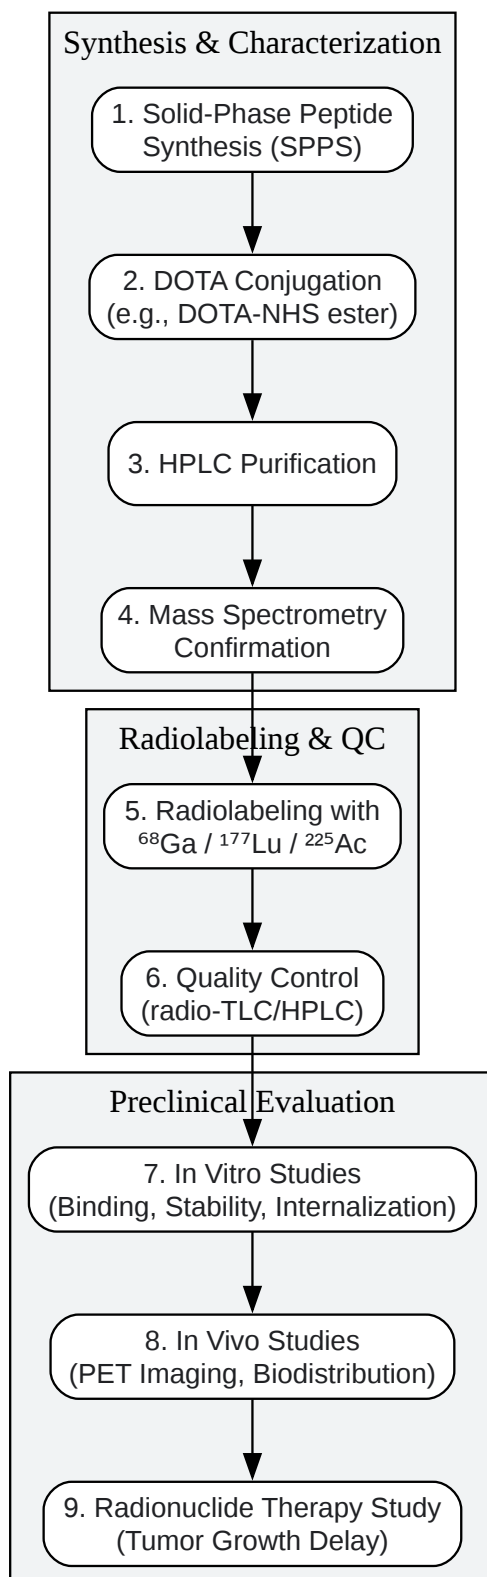 Synthesis & Characterization
1. Solid-Phase Peptide
Synthesis (SPPS)
2. DOTA Conjugation
(e.g., DOTA-NHS ester)
3. HPLC Purification
4. Mass Spectrometry
Confirmation
Radiolabeling & QC
5. Radiolabeling with
⁶⁸Ga / ¹⁷⁷Lu / ²²⁵Ac
6. Quality Control
(radio-TLC/HPLC)
Preclinical Evaluation
7. In Vitro Studies
(Binding, Stability, Internalization)
8. In Vivo Studies
(PET Imaging, Biodistribution)
9. Radionuclide Therapy Study
(Tumor Growth Delay)